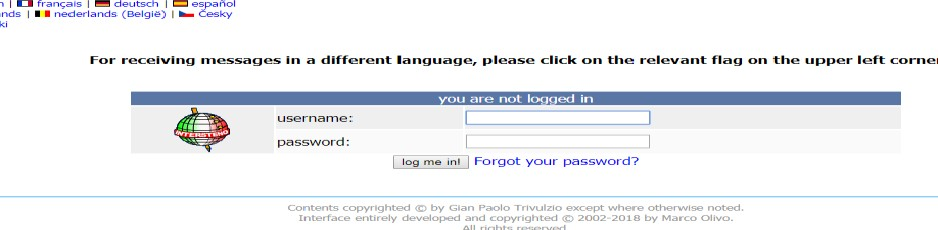 français | deutsch | español
nederlands (België) | Česky
For receiving messages in a different language, please click on the relevant flag on the upper left
you are not logged in
username:
password:
log me in! Forgot your password?
Contents copyrighted © by Gian Paolo Trivulzio except where otherwise noted.
Interface entirely developed and copyrighted © 2002-2018 by Marco Olivo.
All rights reserved